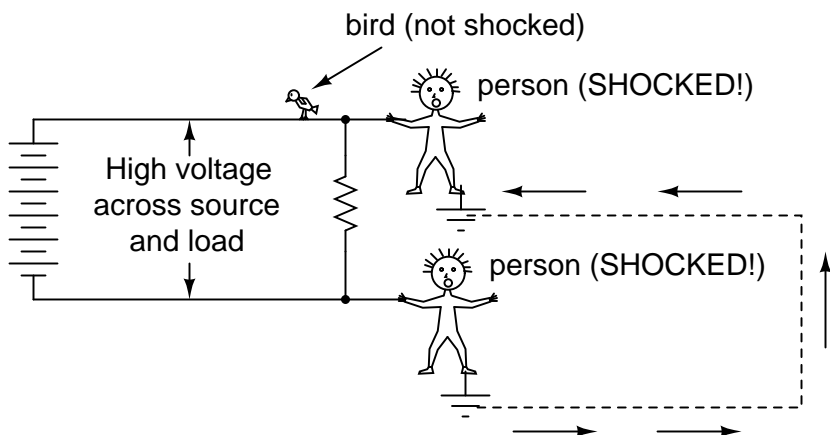 bird (not shocked)
person (SHOCKED!)
High voltage
across source
and load
person (SHOCKED!)